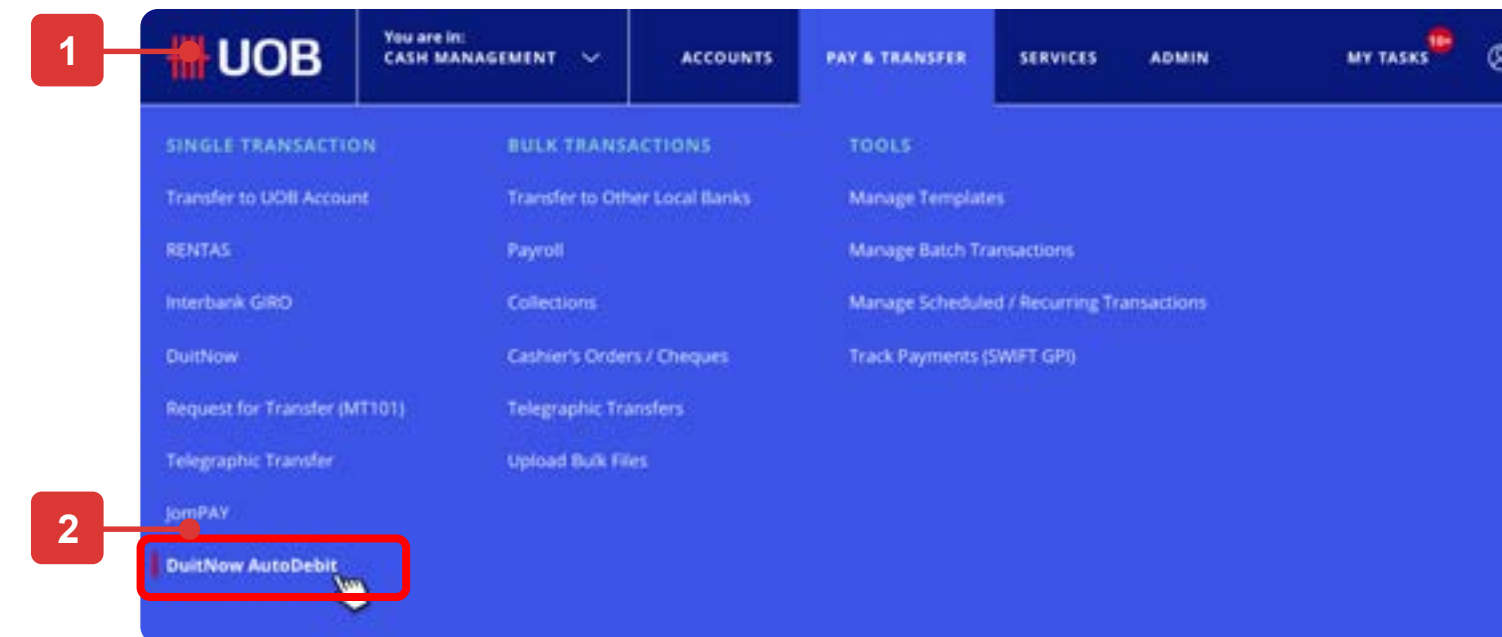 1
UOB
You are in:
CASH MANAGEMENT
ACCOUNTS
PAY & TRANSFER
SERVICES
ADMIN
MY TASKS
10+
SINGLE TRANSACTION
Transfer to UOB Account
RENTAS
Interbank GIRO
DuitNow
Request for Transfer (MT101)
Telegraphic Transfer
JomPAY
2
DuitNow AutoDebit
BULK TRANSACTIONS
Transfer to Other Local Banks
Payroll
Collections
Cashier's Orders / Cheques
Telegraphic Transfers
Upload Bulk Files
TOOLS
Manage Templates
Manage Batch Transactions
Manage Scheduled / Recurring Transactions
Track Payments (SWIFT GPI)